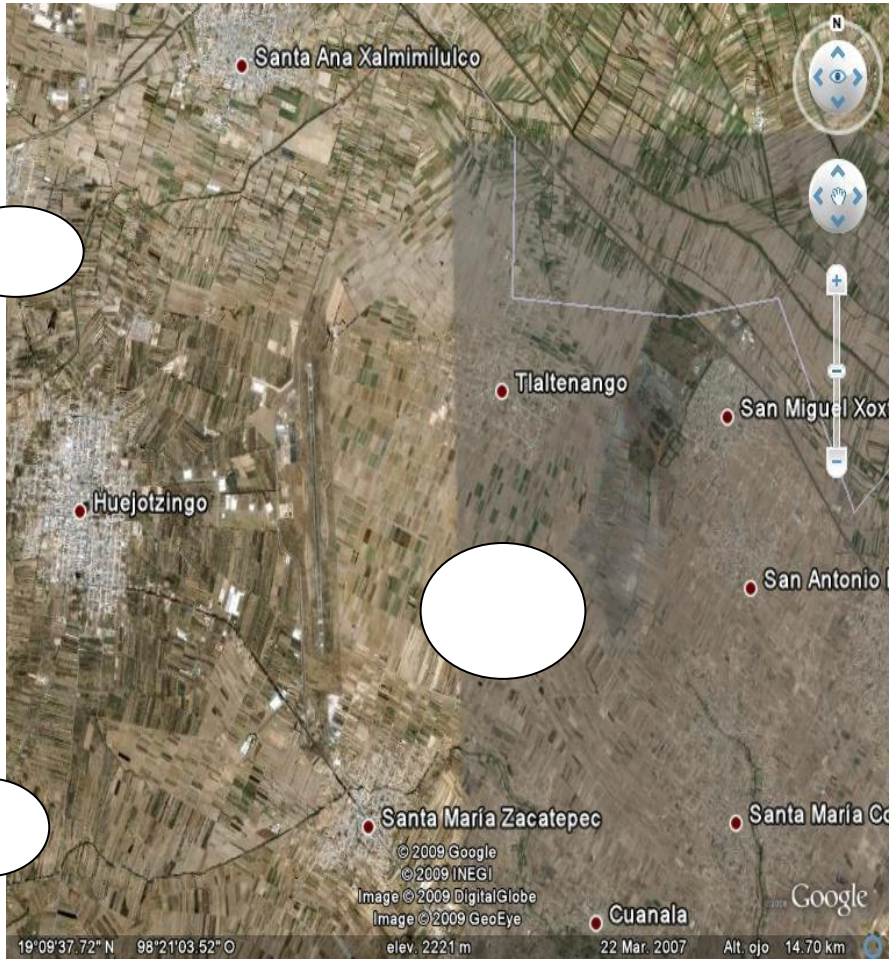 N
Santa Ana Xalmimilulco
Tlaltenango
San Miguel Xox
Huejotzingo
San Antonio
Santa María Zacatepec
Santa María Co
© 2009 Google
© 2009 INEGI
Image © 2009 DigitalGlobe
Image © 2009 GeoEye
Google
Cuanala
19°09'37.72" N 98°21'03.52" O elev. 2221 m 22 Mar. 2007 Alt. ojo 14.70 km